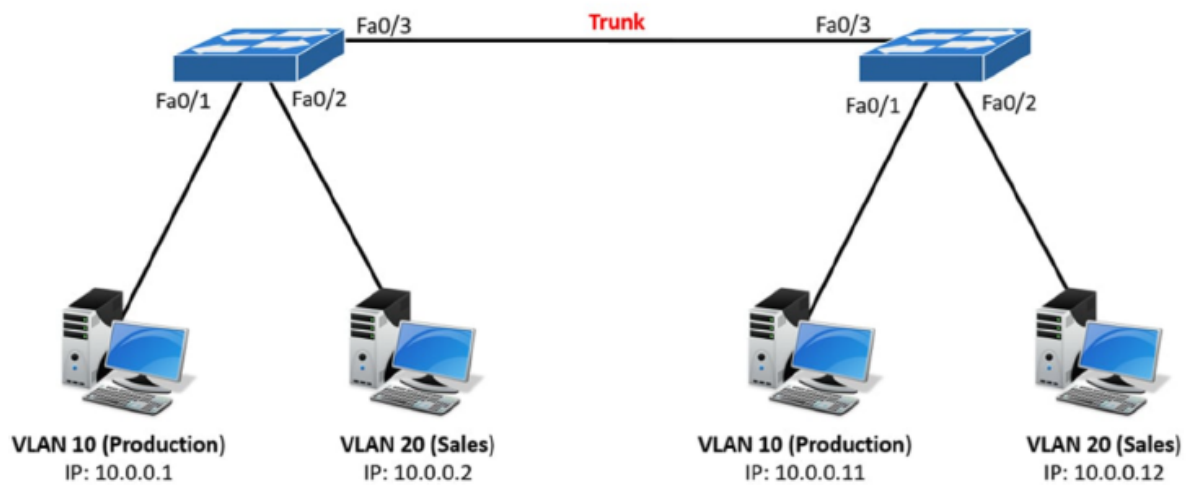 Fa0/3
Trunk
Fa0/3
Fa0/1
Fa0/2
Fa0/1
Fa0/2
VLAN 10 (Production)
IP: 10.0.0.1
VLAN 20 (Sales)
IP: 10.0.0.2
VLAN 10 (Production)
IP: 10.0.0.11
VLAN 20 (Sales)
IP: 10.0.0.12